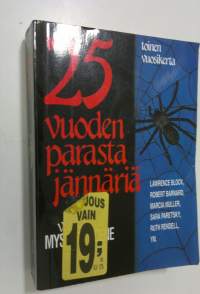 25
vuoden
parasta
jännäriä
toinen
vuosikerta
LAWRENCE BLOCK,
ROBERT BARNARD,
MARCIA MULLER,
SARA PARETSKY,
RUTH RENDELL,
YM.
JOUS
VAIN
19:-